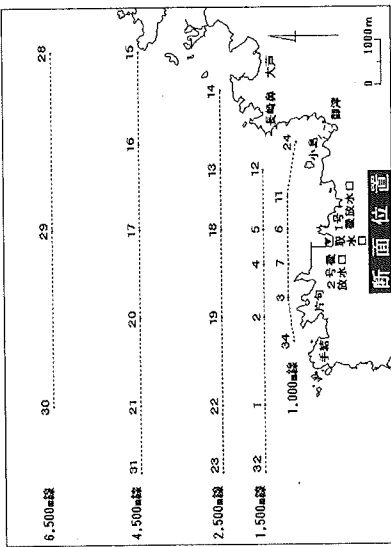 6,500m線 30 29 28
4,500m線 31 21 20 17 16 15
2,500m線 23 22 19 18 13 14
1,500m線 32 1 2 4 5 12
1,000m線 34 3 7 6 11 24
手結
片句
2号機
放水口
取水口
1号機放水口
小島
御津
長崎鼻
大戸
0 1000m
断面位置